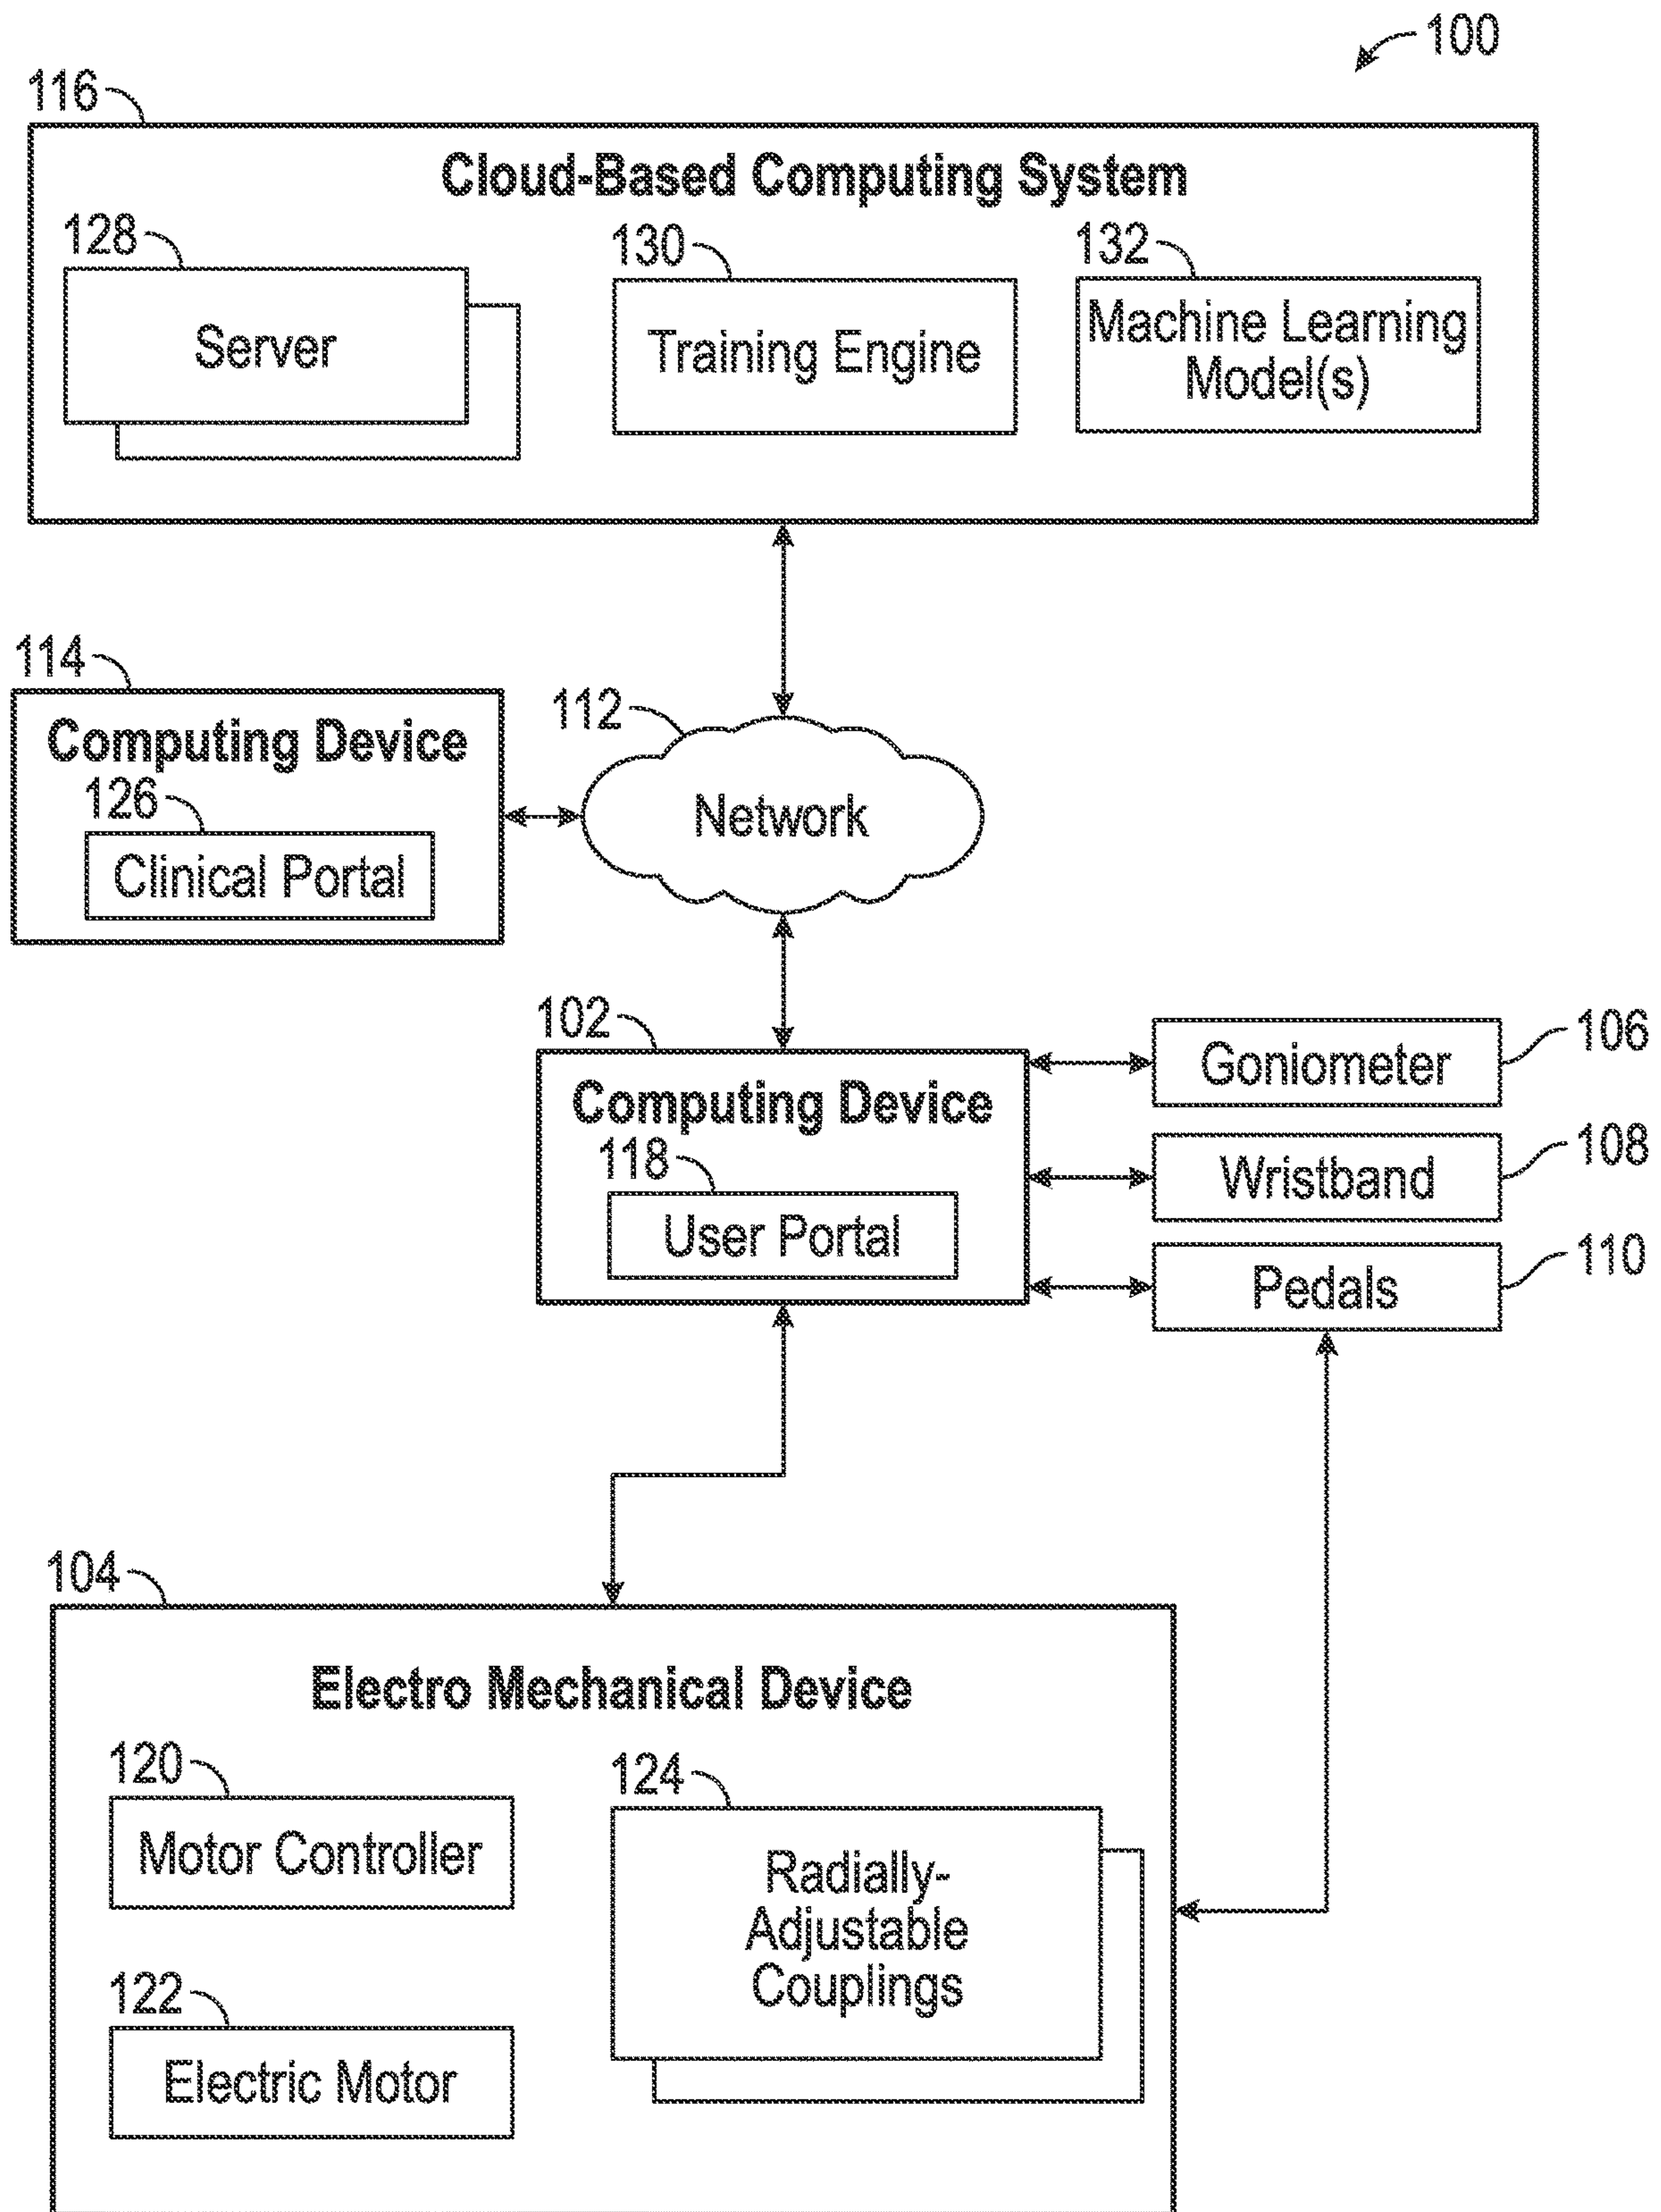 100
116
Cloud-Based Computing System
128
130
132
Server
Training Engine
Machine Learning
Model(s)
114
Computing Device
126
Clinical Portal
112
Network
102
Computing Device
118
User Portal
Goniometer
106
Wristband
108
Pedals
110
104
Electro Mechanical Device
120
Motor Controller
122
Electric Motor
124
Radially-
Adjustable
Couplings